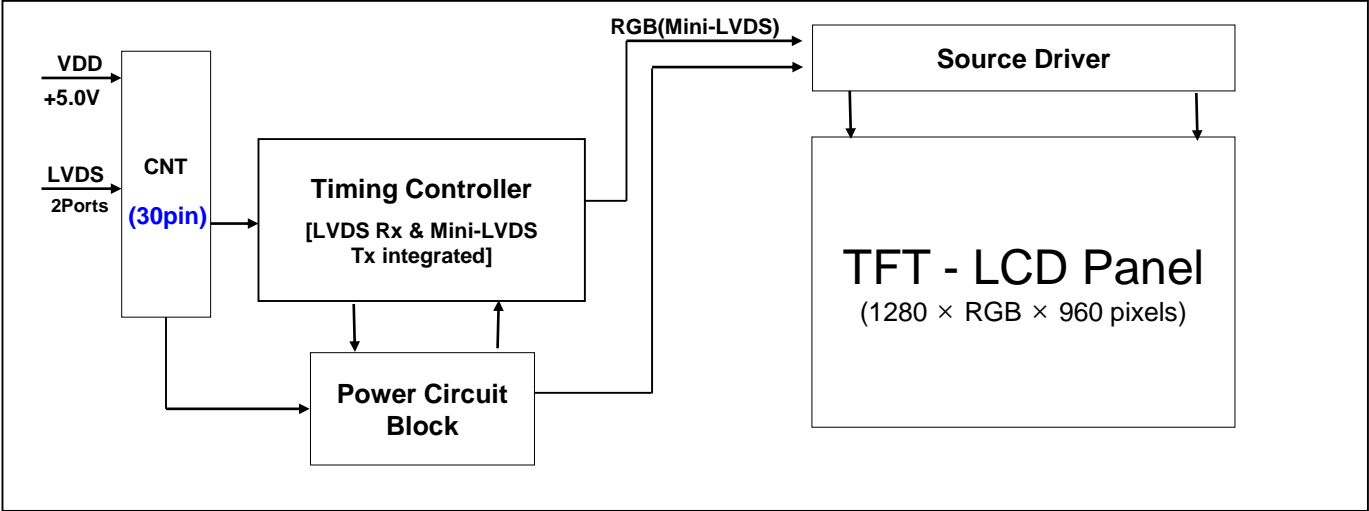 VDD
+5.0V
LVDS
2Ports
CNT
(30pin)
Timing Controller
[LVDS Rx & Mini-LVDS
Tx integrated]
Power Circuit
Block
RGB(Mini-LVDS)
Source Driver
TFT - LCD Panel
(1280 × RGB × 960 pixels)